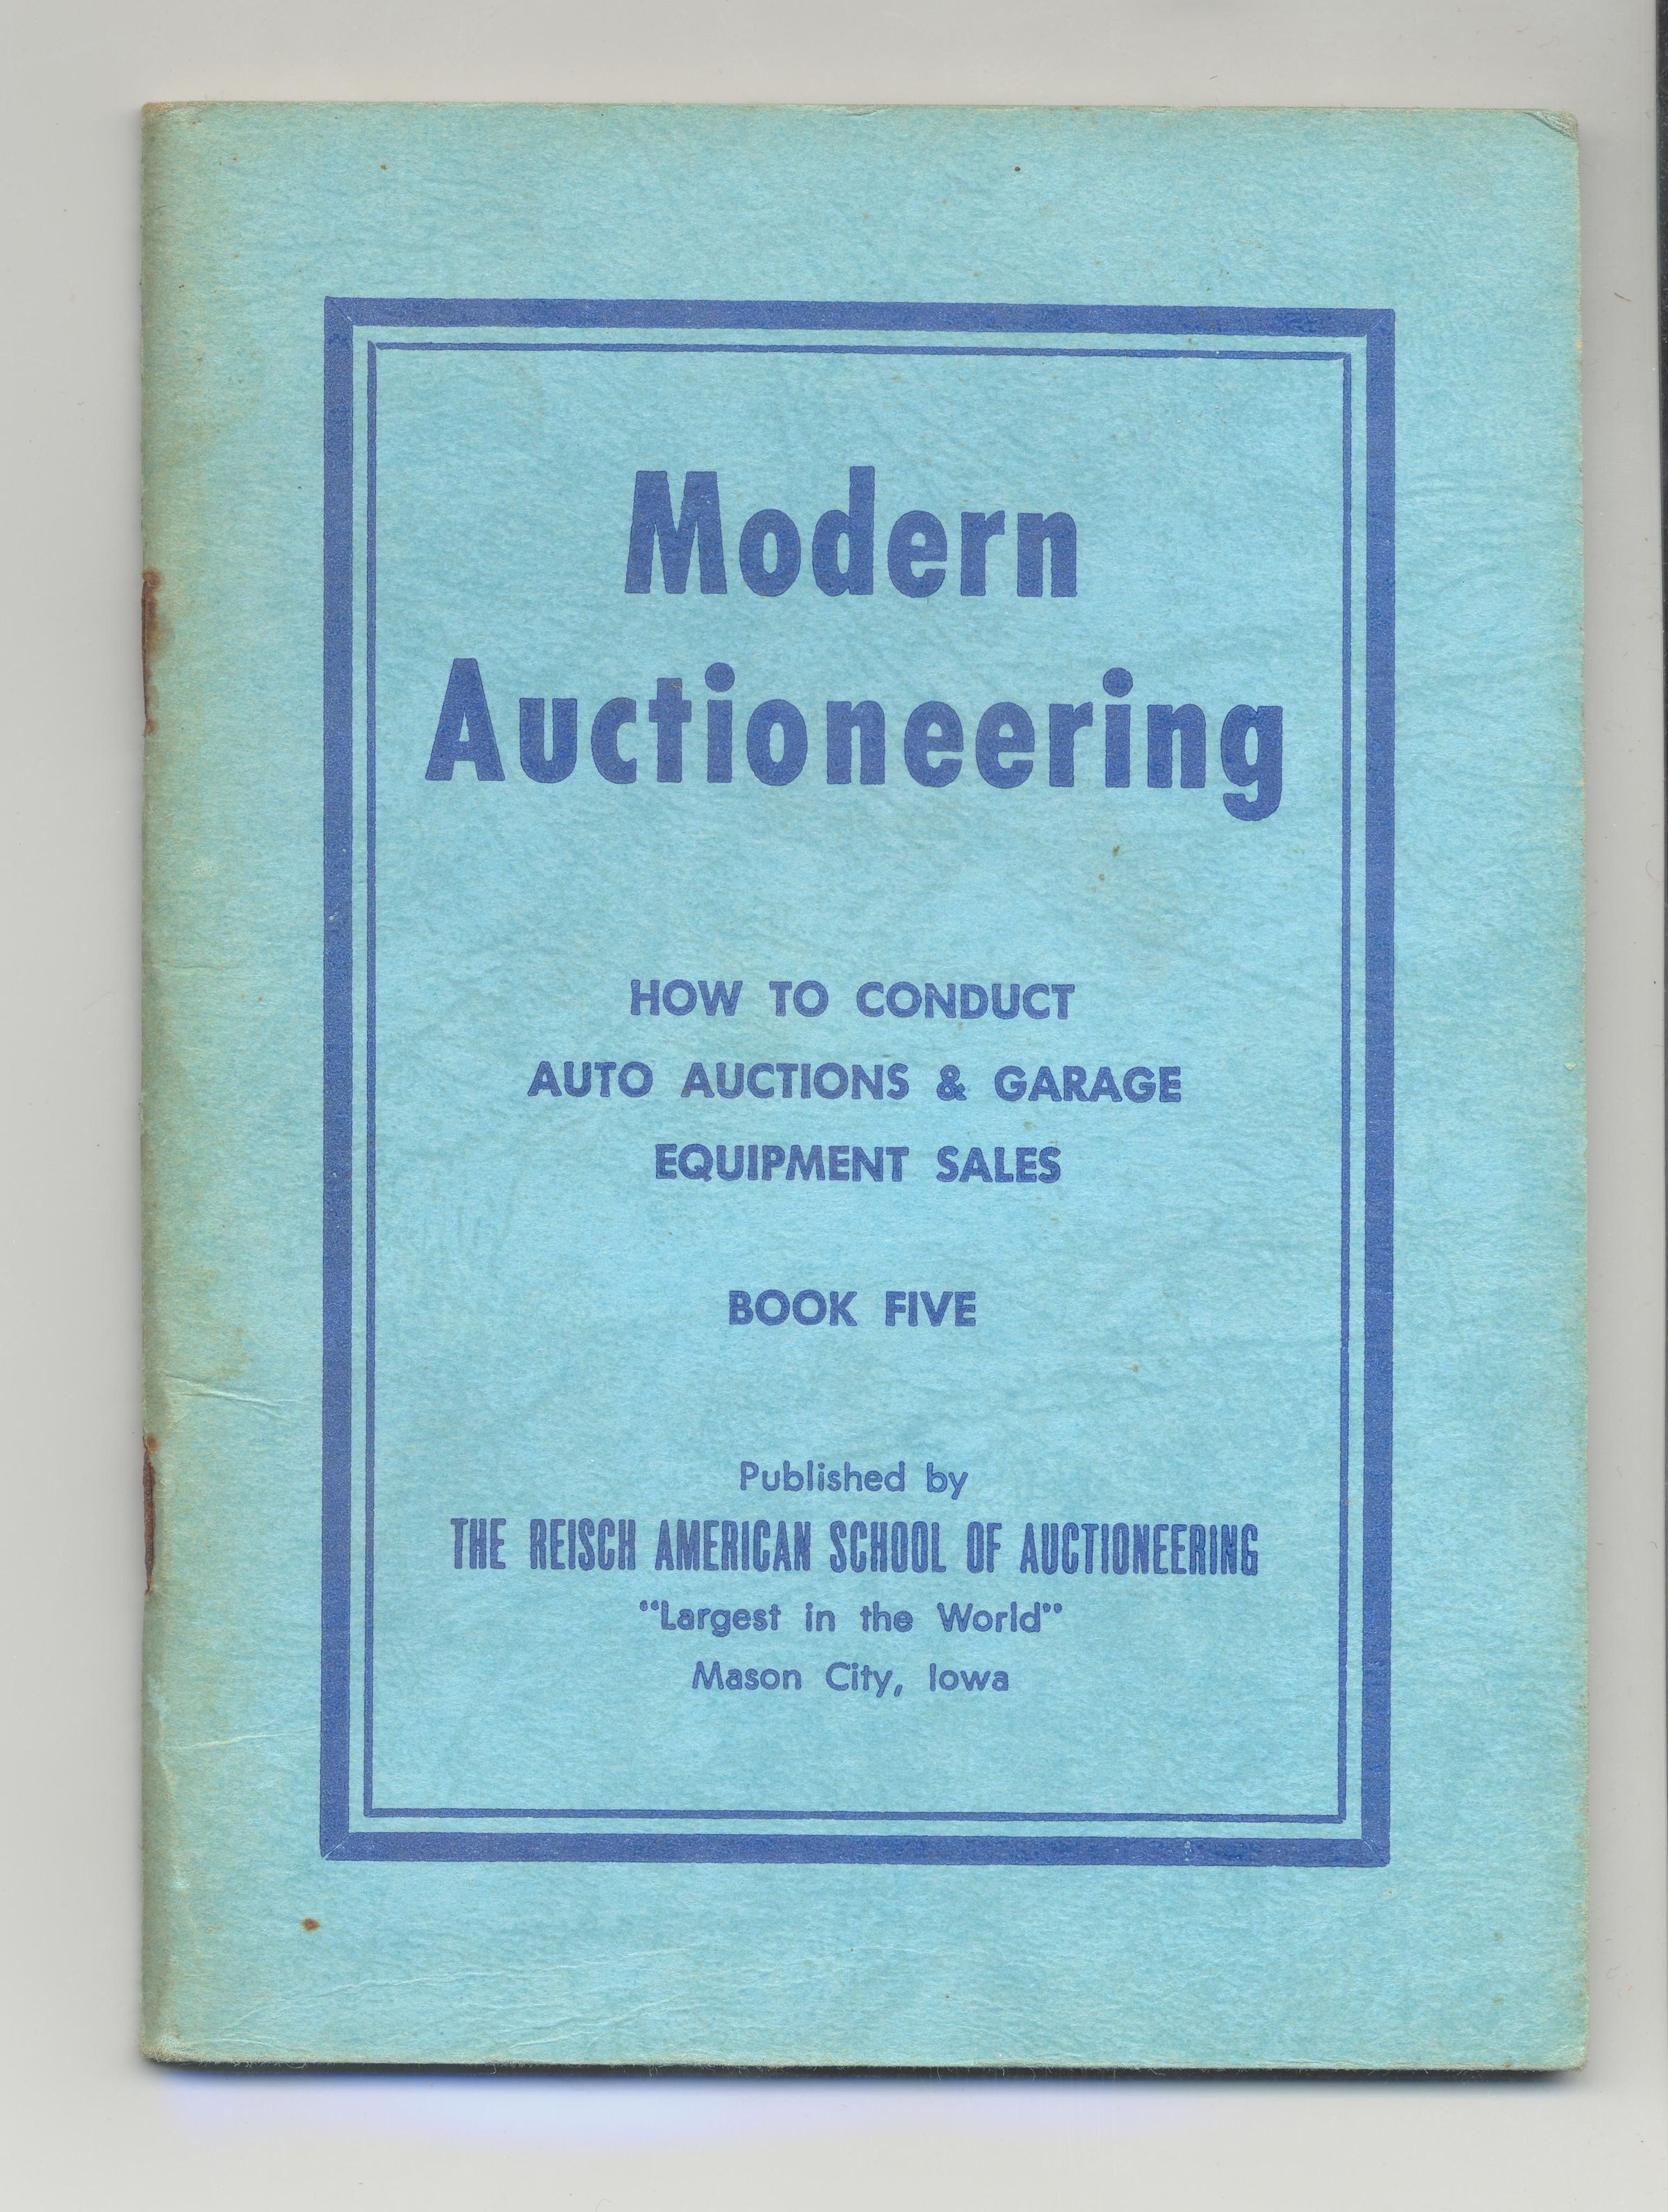 Modern
Auctioneering
HOW TO CONDUCT
AUTO AUCTIONS & GARAGE
EQUIPMENT SALES
BOOK FIVE
Published by
THE REISCH AMERICAN SCHOOL OF AUCTIONEERING
"Largest in the World"
Mason City, Iowa